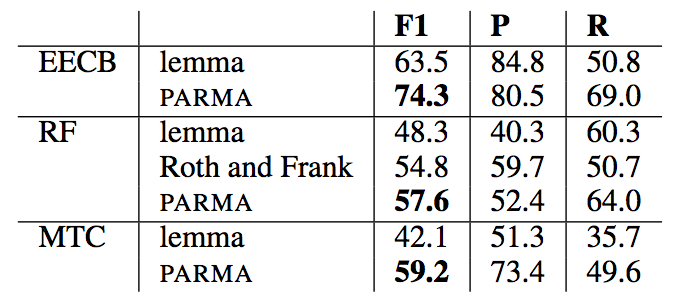 F1 P R
EECB lemma 63.5 84.8 50.8
PARMA 74.3 80.5 69.0
RF lemma 48.3 40.3 60.3
Roth and Frank 54.8 59.7 50.7
PARMA 57.6 52.4 64.0
MTC lemma 42.1 51.3 35.7
PARMA 59.2 73.4 49.6